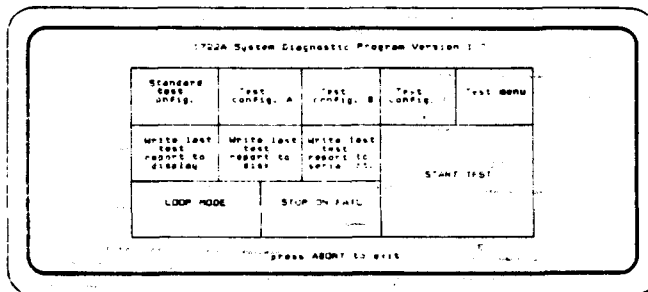 1722A System Diagnostic Program Version 1.
Standard test config.
Test config. A
Test config. B
Test config.
Test menu
Write last test report to display
Write last test report to disk
Write last test report to serial
START TEST
LOOP MODE
STOP ON FAIL
press ABORT to exit